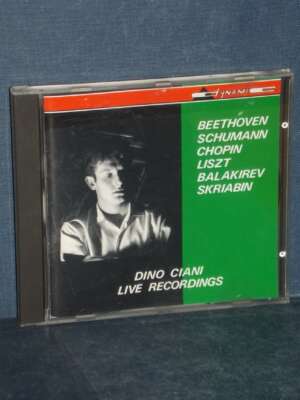 DYNAMIC
BEETHOVEN
SCHUMANN
CHOPIN
LISZT
BALAKIREV
SKRIABIN
DINO CIANI
LIVE RECORDINGS